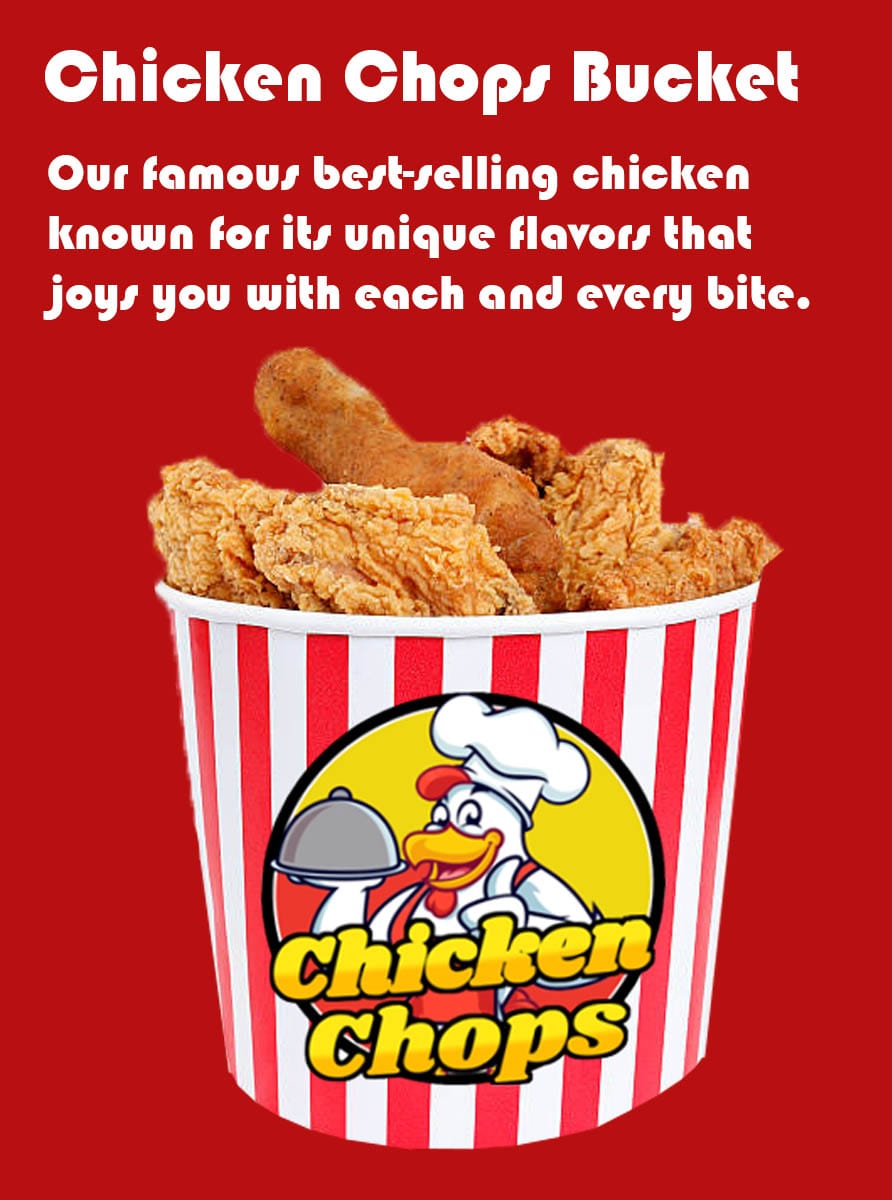 Chicken Chops Bucket
Our famous best-selling chicken
known for its unique flavors that
joys you with each and every bite.
Chicken
Chops